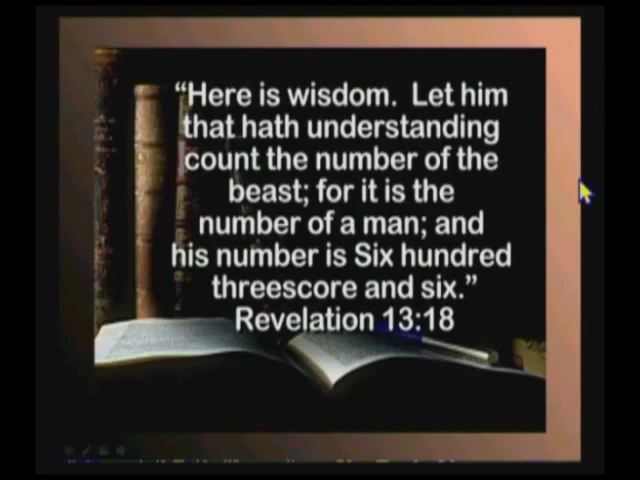 “Here is wisdom. Let him
that hath understanding
count the number of the
beast; for it is the
number of a man; and
his number is Six hundred
threescore and six.”
Revelation 13:18